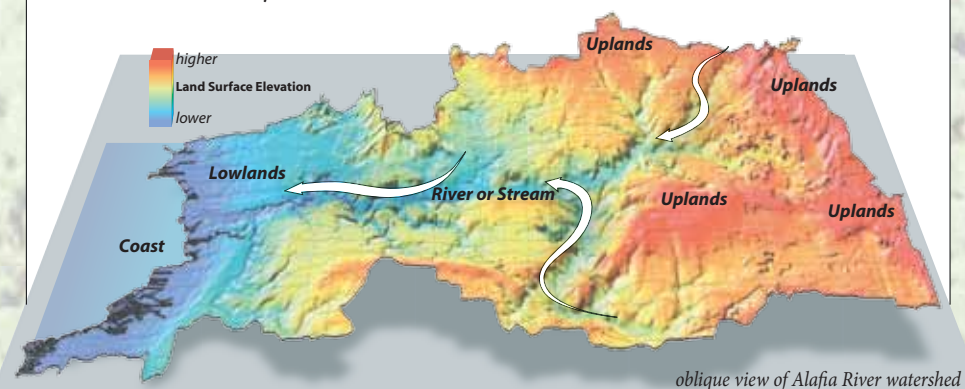 Uplands
higher
Uplands
Land Surface Elevation
lower
Lowlands
River or Stream
Uplands
Uplands
Coast
oblique view of Alafia River watershed